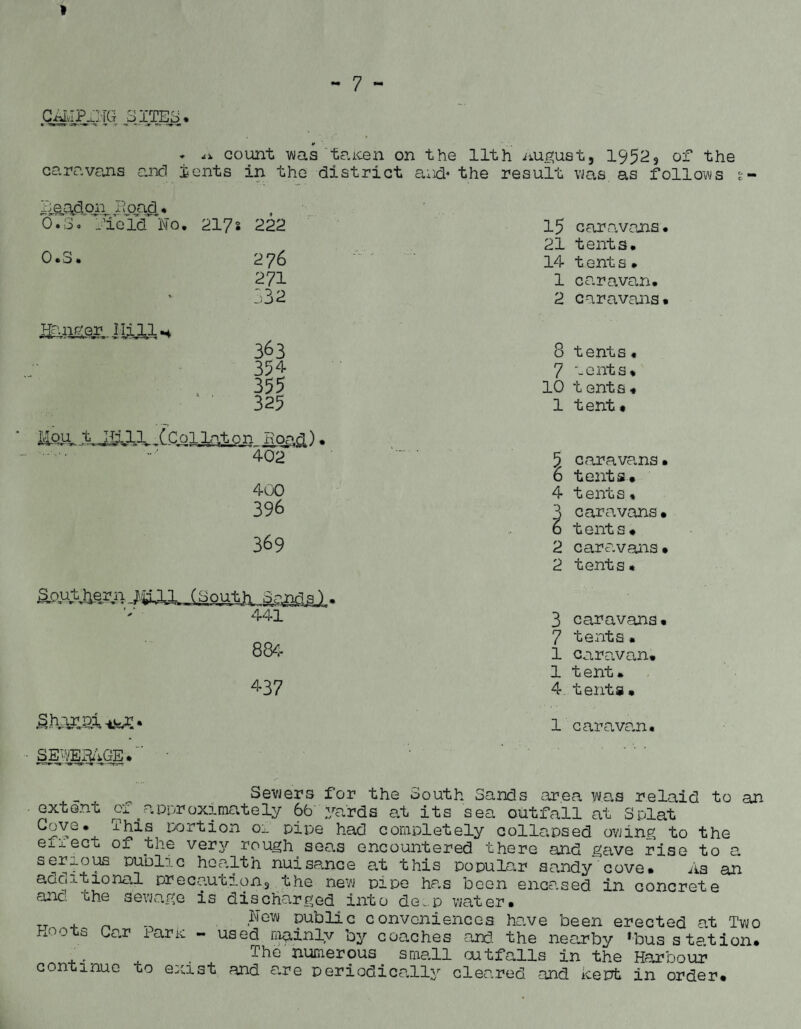 - 7 -
CAMPING SITES.
A count was taken on the 11th August, 1952, of the
caravans and tents in the district and the result was as follows :-
Beadon Road.
O.S. Field No. 217: 222 15 caravans.
21 tents.
O.S. 276 14 tents.
271 1 caravan.
332 2 caravans.
Hanger Mill.
363 8 tents.
354 7 tents.
355 10 tents.
325 1 tent.
Mou t Hill (Collaton Road).
402 5 caravans.
6 tents.
400 4 tents.
396 3 caravans.
6 tents.
369 2 caravans.
2 tents.
Southern Mill (South Sands).
441 3 caravans.
7 tents.
884 1 caravan.
1 tent.
437 4 tents.
1 caravan.
SEWERAGE.
Sewers for the South Sands area was relaid to an
extent of approximately 66 yards at its sea outfall at Splat
Cove. This portion of pipe had completely collapsed owing to the
effect of the very rough seas encountered there and gave rise to a
serious public health nuisance at this popular sandy cove. As an
additional precaution, the new pipe has been encased in concrete
and the sewage is discharged into deep water.
New public conveniences have been erected at Two
Hoots Car Park - used mainly by coaches and the nearby 'bus station.
The numerous small outfalls in the Harbour
continue to exist and are periodically cleared and kept in order.